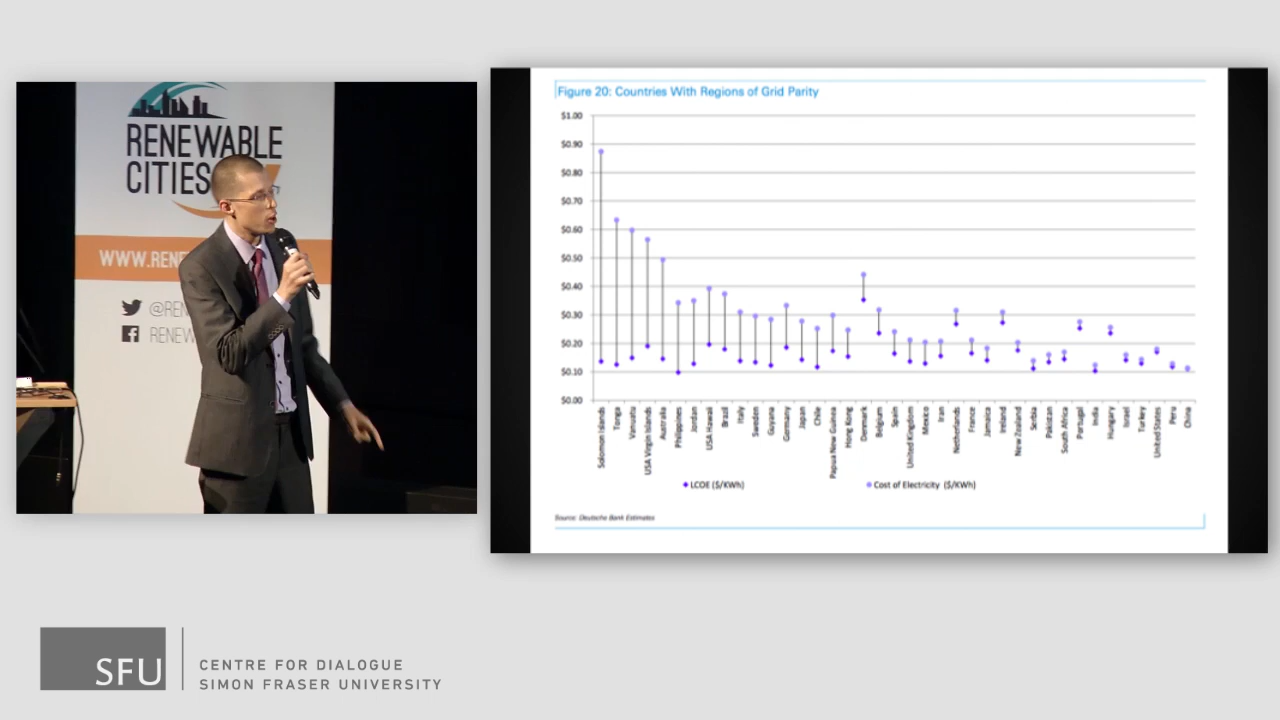 RENEWABLE
CITIES
WWW.REN
@REN
RENEW
Figure 20: Countries With Regions of Grid Parity
$1.00
$0.90
$0.80
$0.70
$0.60
$0.50
$0.40
$0.30
$0.20
$0.10
$0.00
Solomon Islands
Tonga
Vanuatu
USA Virgin Islands
Australia
Philippines
Jordan
USA Hawaii
Brazil
Italy
Sweden
Guyana
Germany
Japan
Chile
Papua New Guinea
Hong Kong
Denmark
Belgium
Spain
United Kingdom
Mexico
Iran
Netherlands
France
Jamaica
Ireland
New Zealand
Serbia
Pakistan
South Africa
Portugal
India
Hungary
Israel
Turkey
United States
Peru
China
LCOE ($/KWh)
Cost of Electricity ($/KWh)
Source: Deutsche Bank Estimates
SFU
CENTRE FOR DIALOGUE
SIMON FRASER UNIVERSITY